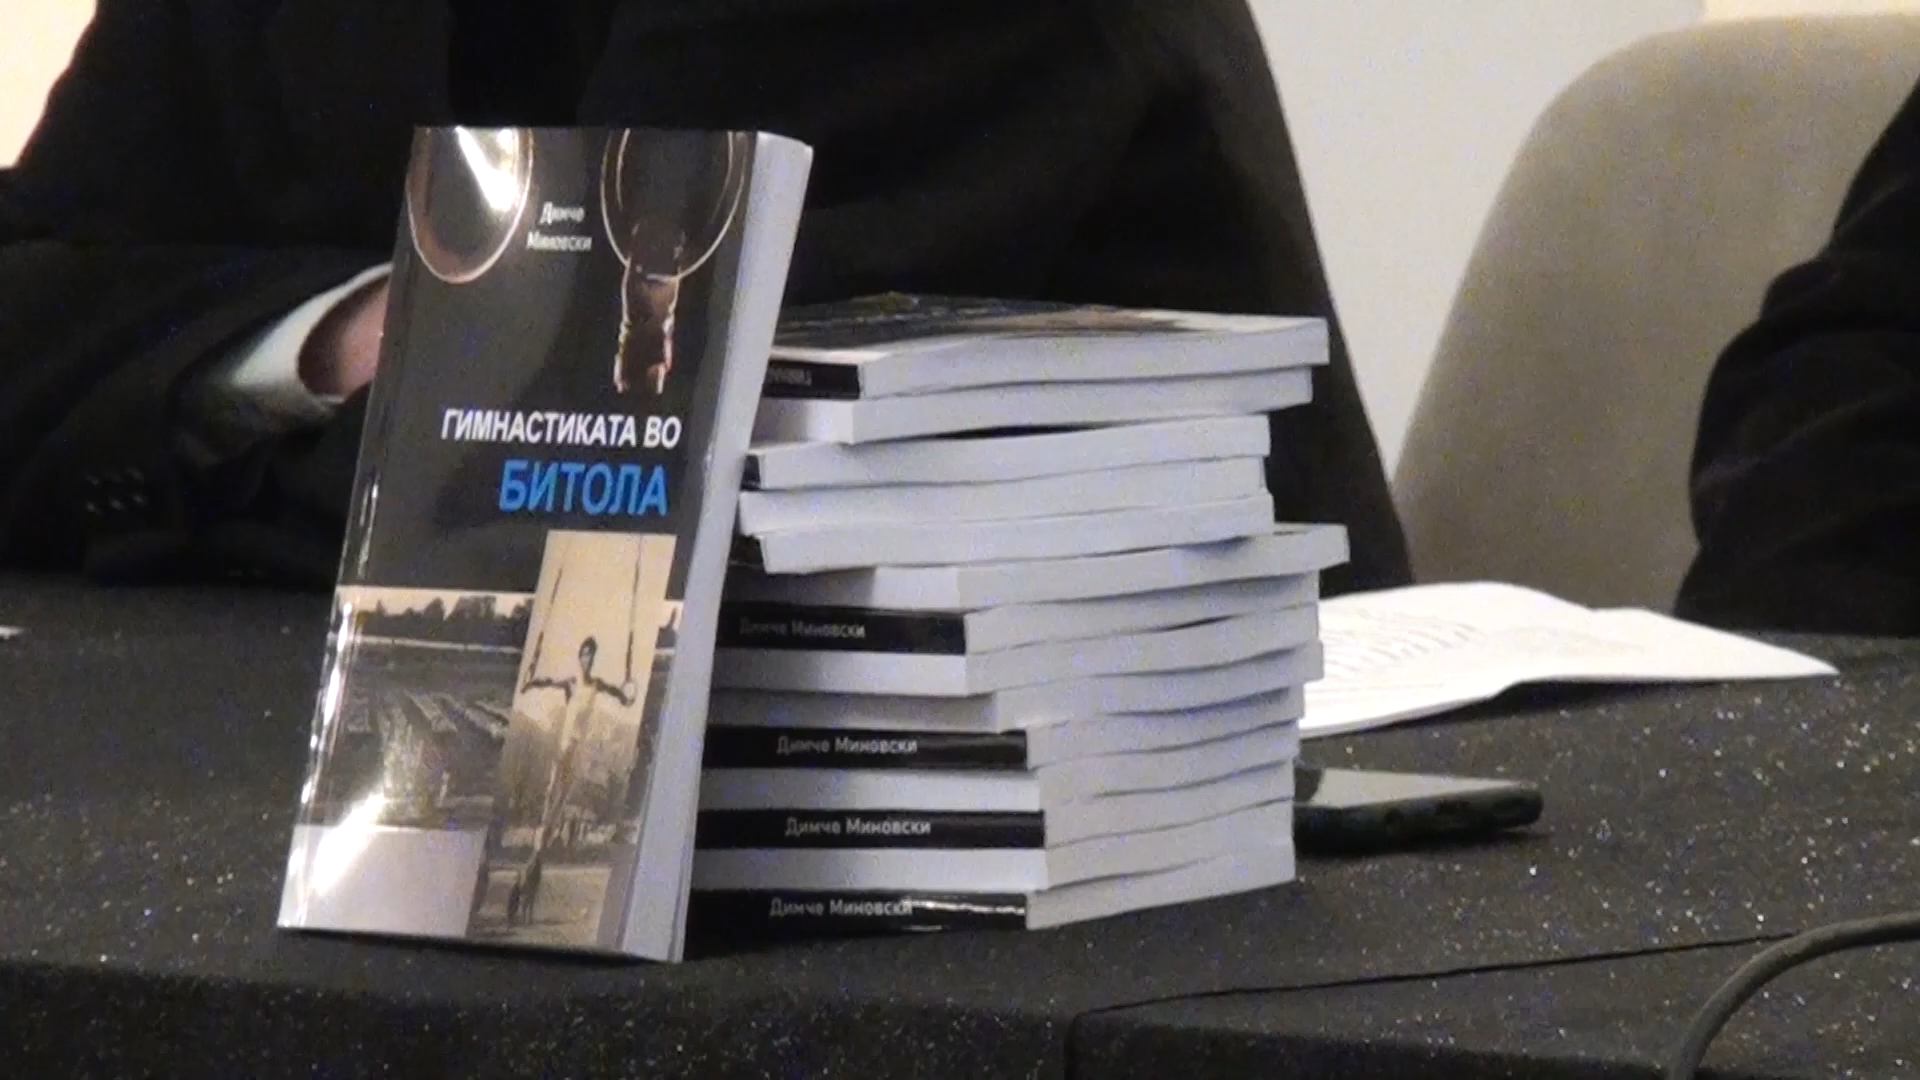 Димче
Миновски
ГИМНАСТИКАТА ВО
БИТОЛА
Димче Миновски
Димче Миновски
Димче Миновски
Димче Миновски